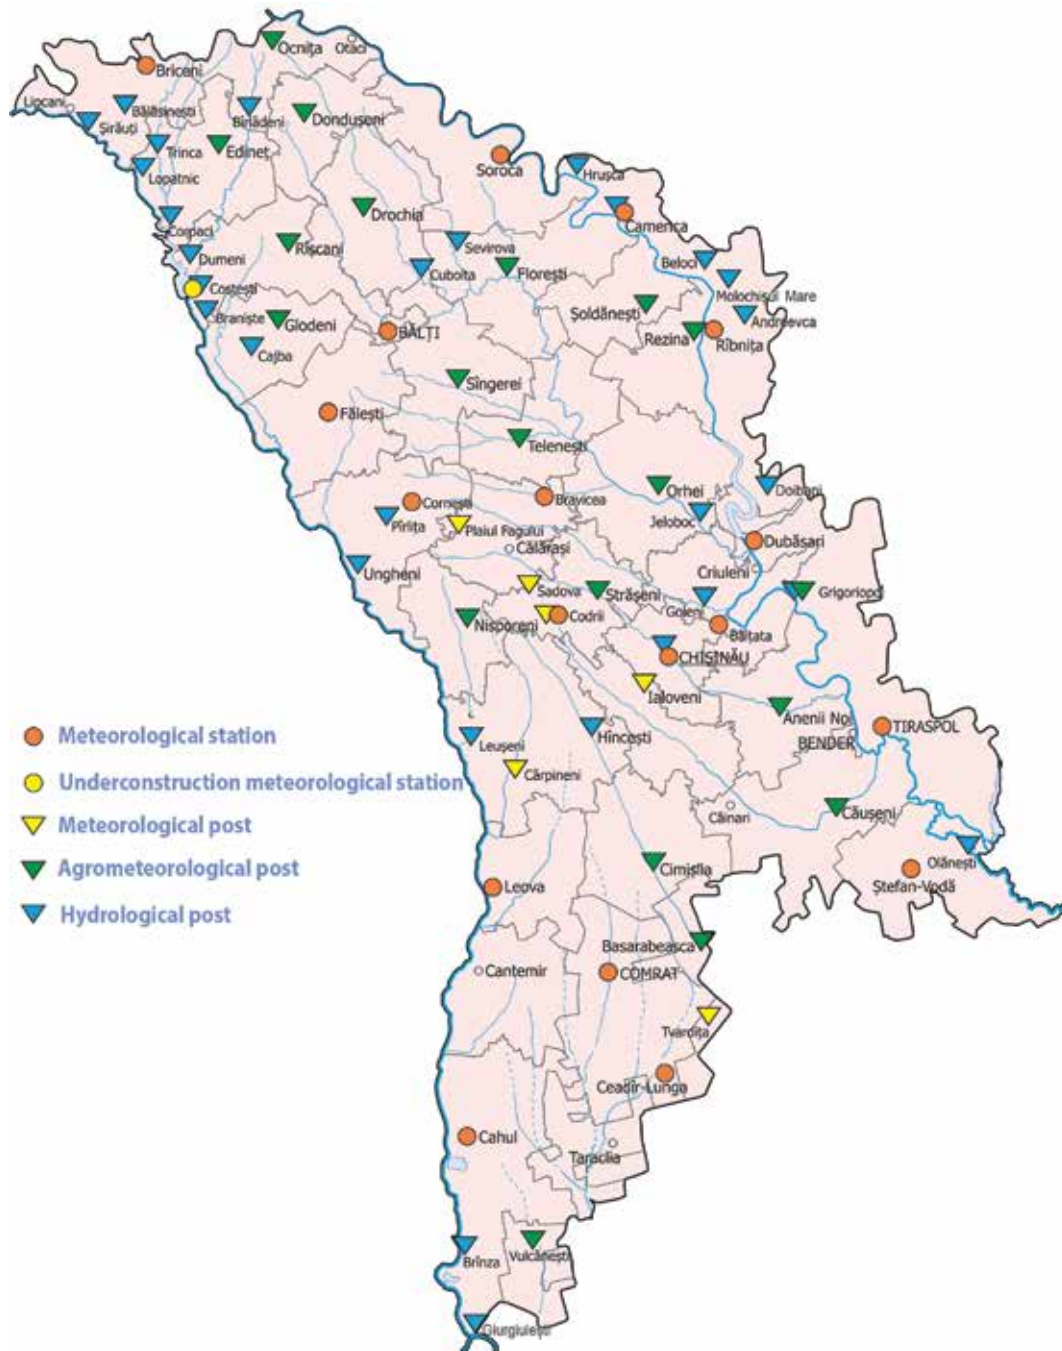 Ocnița
Otaci
Briceni
Lipcani
Bălăsinești
Bîrlădeni
Dondușeni
Șirăuți
Trinca
Edineț
Soroca
Hrușca
Lopatnic
Drochia
Camenca
Corpaci
Rîșcani
Sevirova
Dumeni
Beloci
Cubolta
Florești
Costești
Molochișul Mare
Braniște
Glodeni
Șoldănești
Andreevca
BĂLȚI
Rezina
Rîbnița
Cajba
Sîngerei
Fălești
Telenești
Orhei
Doibani
Cornești
Bravicea
Jeloboc
Pîrlița
Plaiul Fagului
Călărași
Dubăsari
Ungheni
Criuleni
Sadova
Strășeni
Grigoriopol
Goieni
Nisporeni
Codrii
Bălțata
CHIȘINĂU
Ialoveni
Anenii Noi
Meteorological station
Leușeni
Hîncești
BENDER
TIRASPOL
Underconstruction meteorological station
Cărpineni
Meteorological post
Căinari
Căușeni
Agrometeorological post
Cimișlia
Olănești
Leova
Ștefan-Vodă
Hydrological post
Basarabeasca
Cantemir
COMRAT
Tvardița
Ceadîr-Lunga
Cahul
Taraclia
Brînza
Vulcănești
Giurgiulești